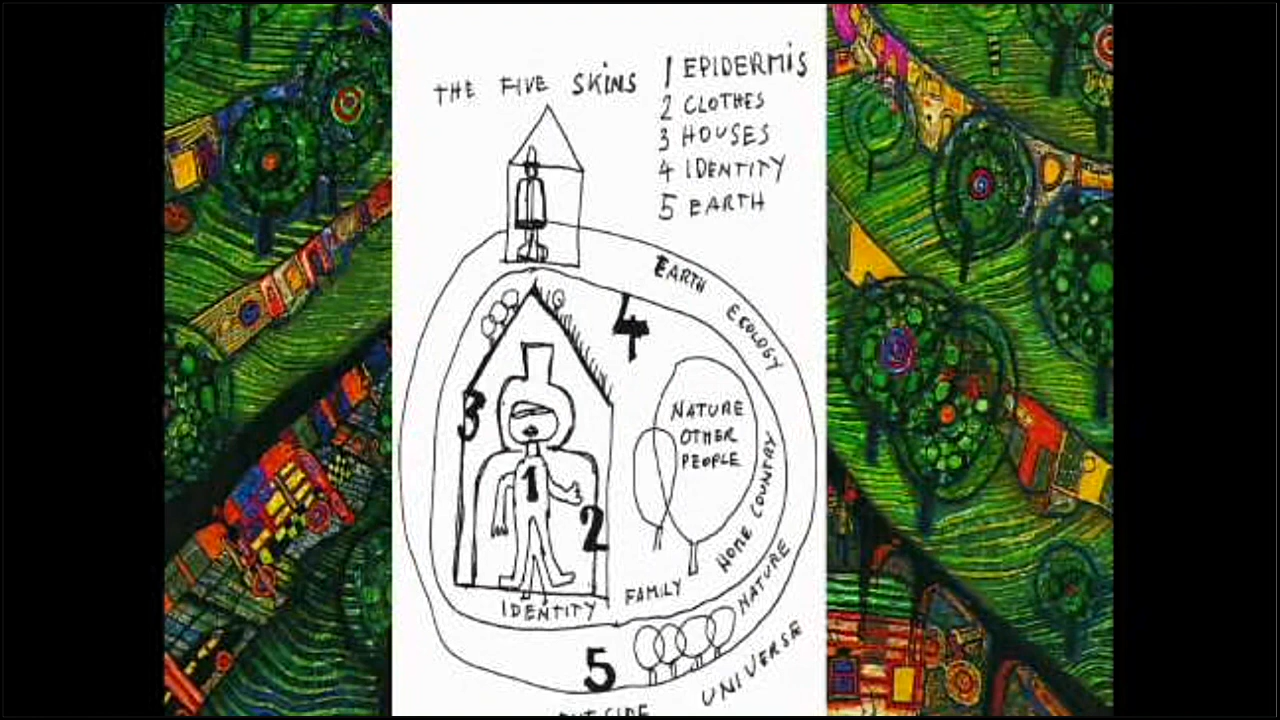 THE FIVE SKINS
1 EPIDERMIS
2 CLOTHES
3 HOUSES
4 IDENTITY
5 EARTH
EARTH ECOLOGY
4
3
NATURE
OTHER
PEOPLE
1
2
HOME COUNTRY
IDENTITY FAMILY
NATURE
5
UNIVERSE
OUTSIDE